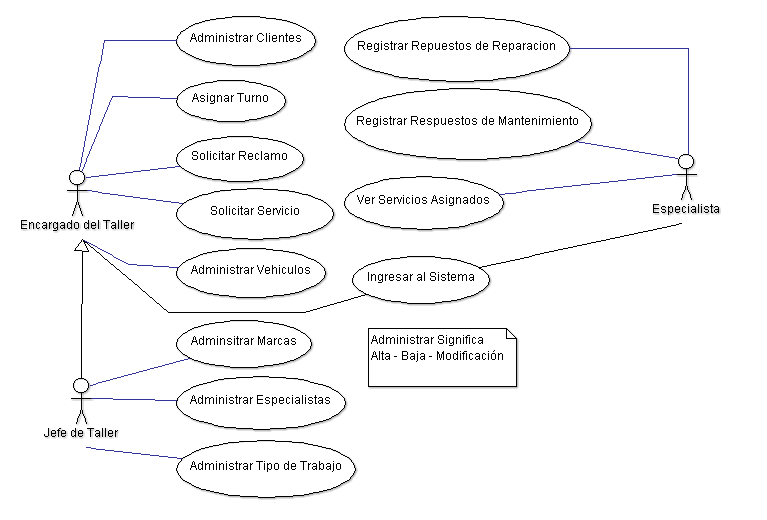 Administrar Clientes
Registrar Repuestos de Reparacion
Asignar Turno
Registrar Respuestos de Mantenimiento
Solicitar Reclamo
Ver Servicios Asignados
Solicitar Servicio
Especialista
Encargado del Taller
Administrar Vehiculos
Ingresar al Sistema
Adminsitrar Marcas
Administrar Significa
Alta - Baja - Modificación
Administrar Especialistas
Jefe de Taller
Administrar Tipo de Trabajo